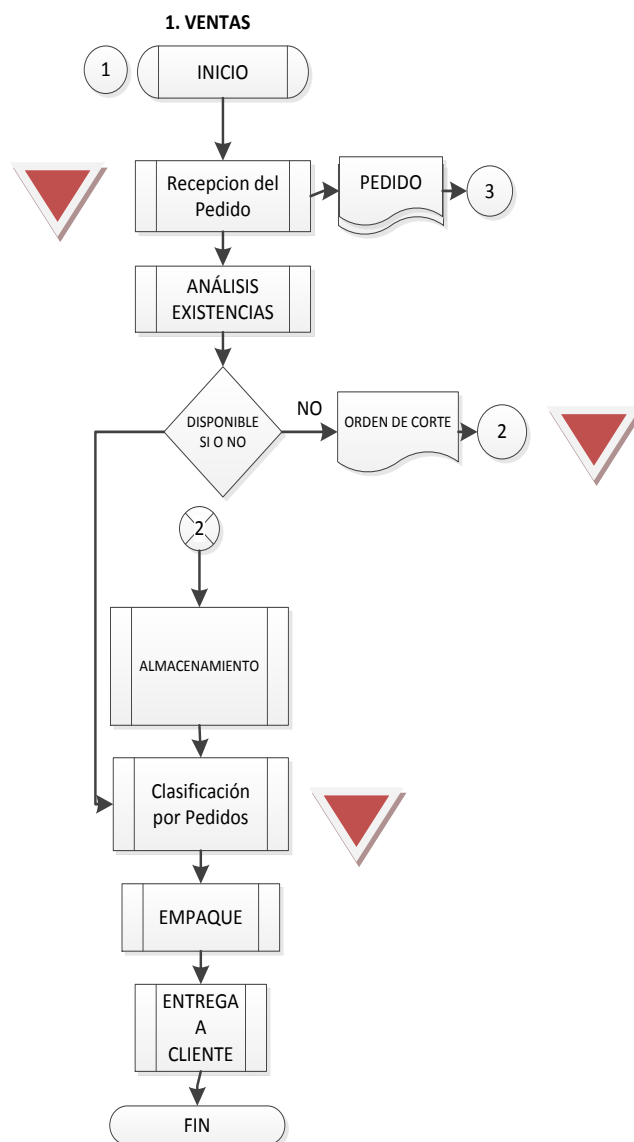 1. VENTAS
1
INICIO
Recepcion del
Pedido
PEDIDO
3
ANÁLISIS
EXISTENCIAS
DISPONIBLE
SI O NO
NO
ORDEN DE CORTE
2
2
ALMACENAMIENTO
Clasificación
por Pedidos
EMPAQUE
ENTREGA
A
CLIENTE
FIN